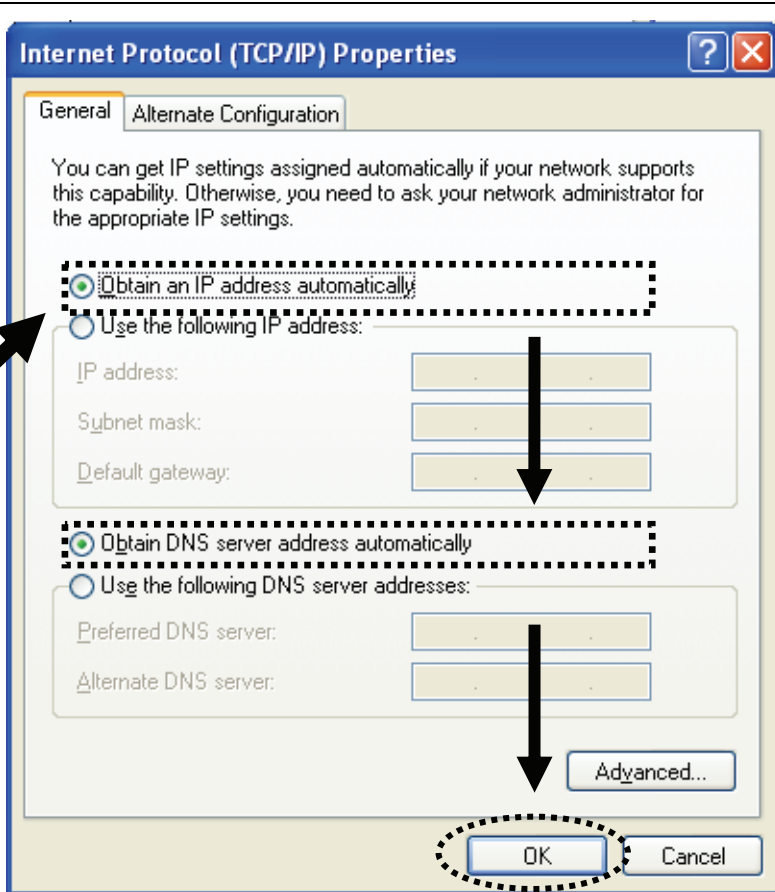 Internet Protocol (TCP/IP) Properties
General Alternate Configuration
You can get IP settings assigned automatically if your network supports
this capability. Otherwise, you need to ask your network administrator for
the appropriate IP settings.
Obtain an IP address automatically
Use the following IP address:
IP address:
Subnet mask:
Default gateway:
Obtain DNS server address automatically
Use the following DNS server addresses:
Preferred DNS server:
Alternate DNS server:
Advanced...
OK Cancel